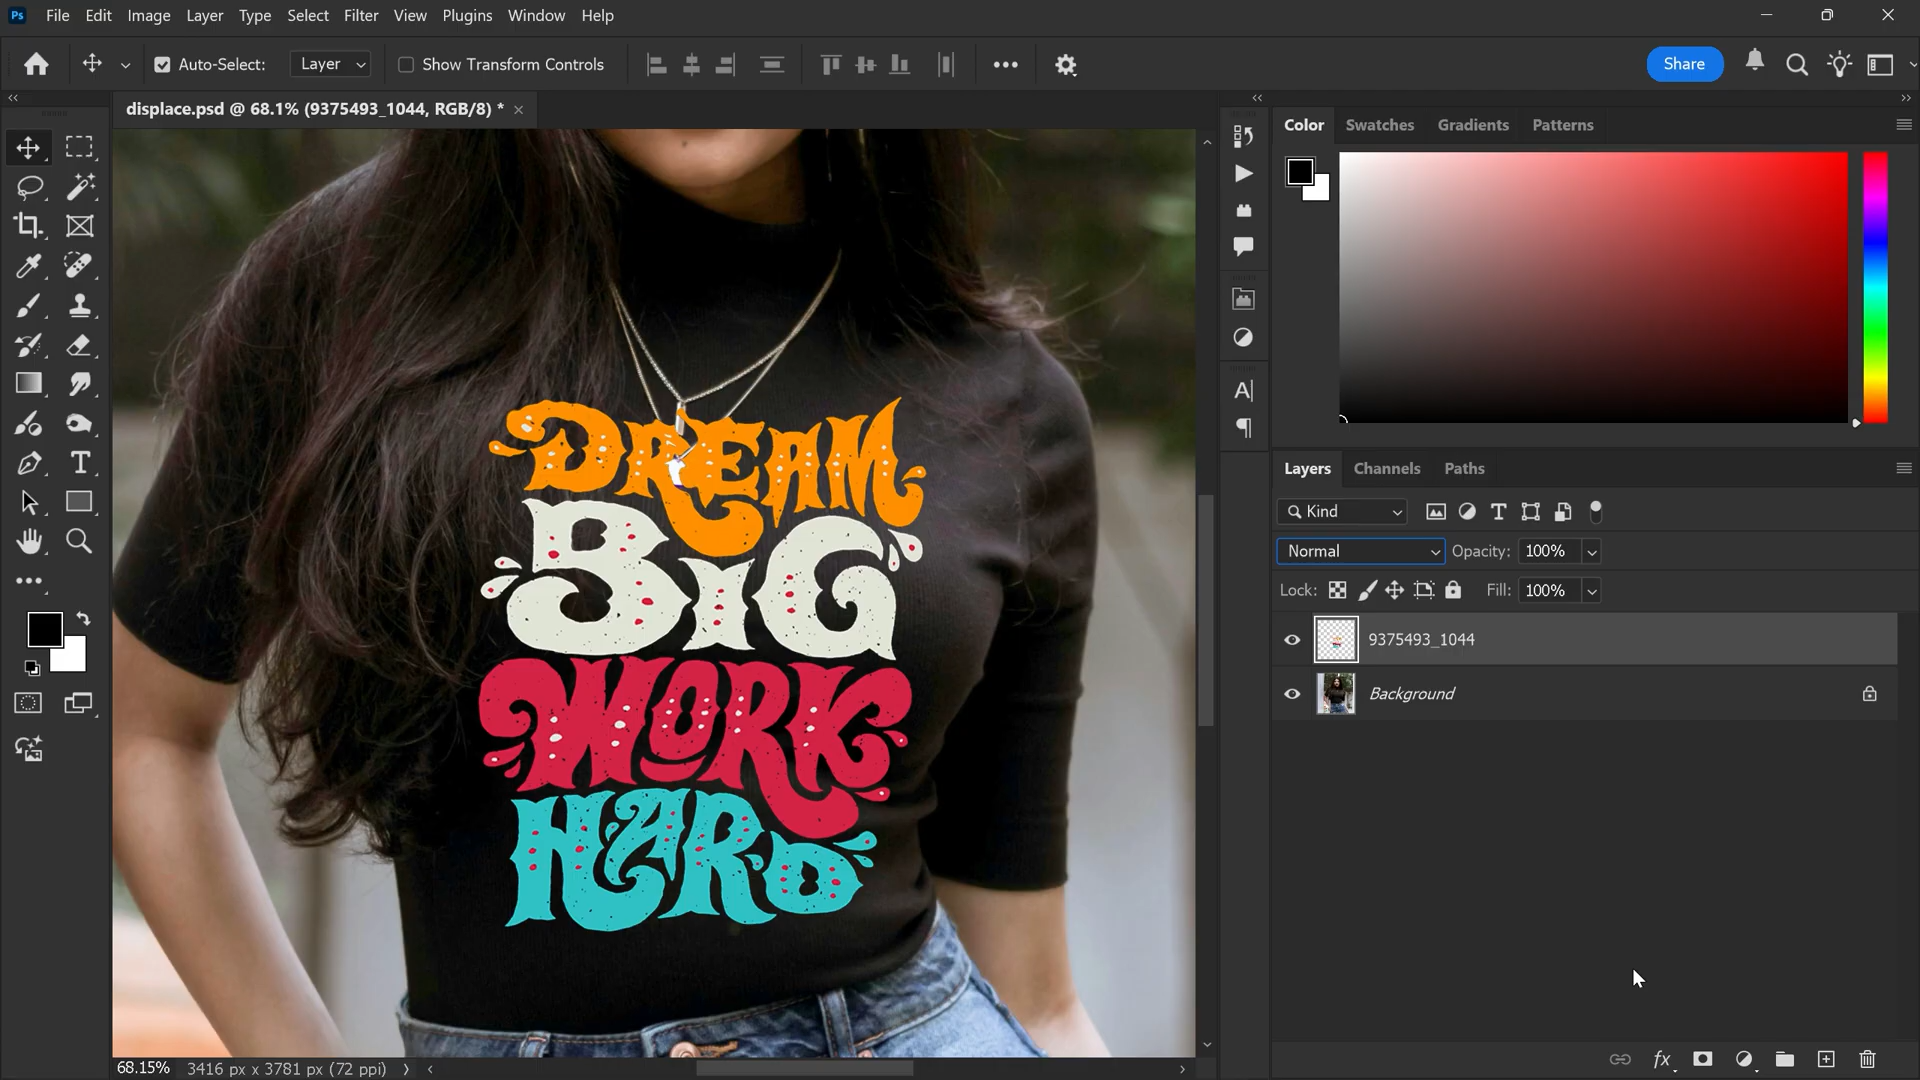 Ps File Edit Image Layer Type Select Filter View Plugins Window Help
Auto-Select: Layer Show Transform Controls Share
displace.psd @ 68.1% (9375493_1044, RGB/8) *
Color Swatches Gradients Patterns
DREAM
BiG
WORK
HARD
Layers Channels Paths
Kind
Normal Opacity: 100%
Lock: Fill: 100%
9375493_1044
Background
68.15% 3416 px x 3781 px (72 ppi)
fx